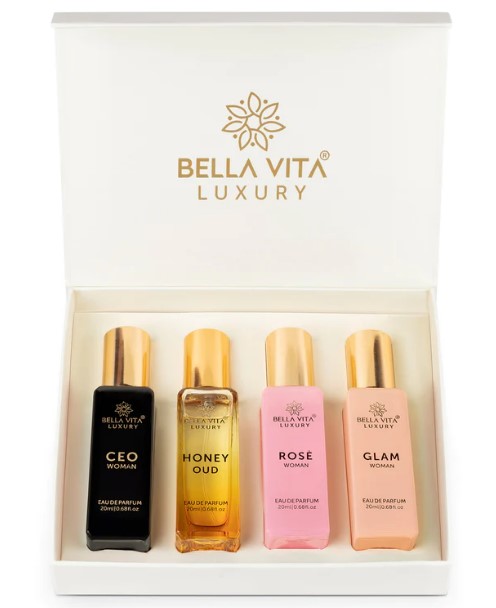 BELLA VITA®
LUXURY
BELLA VITA®
LUXURY
CEO
WOMAN
EAU DE PARFUM
20ml|0.68fl.oz
BELLA VITA®
LUXURY
HONEY
OUD
EAU DE PARFUM
20ml|0.68fl.oz
BELLA VITA®
LUXURY
ROSÉ
WOMAN
EAU DE PARFUM
20ml|0.68fl.oz
BELLA VITA®
LUXURY
GLAM
WOMAN
EAU DE PARFUM
20ml|0.68fl.oz